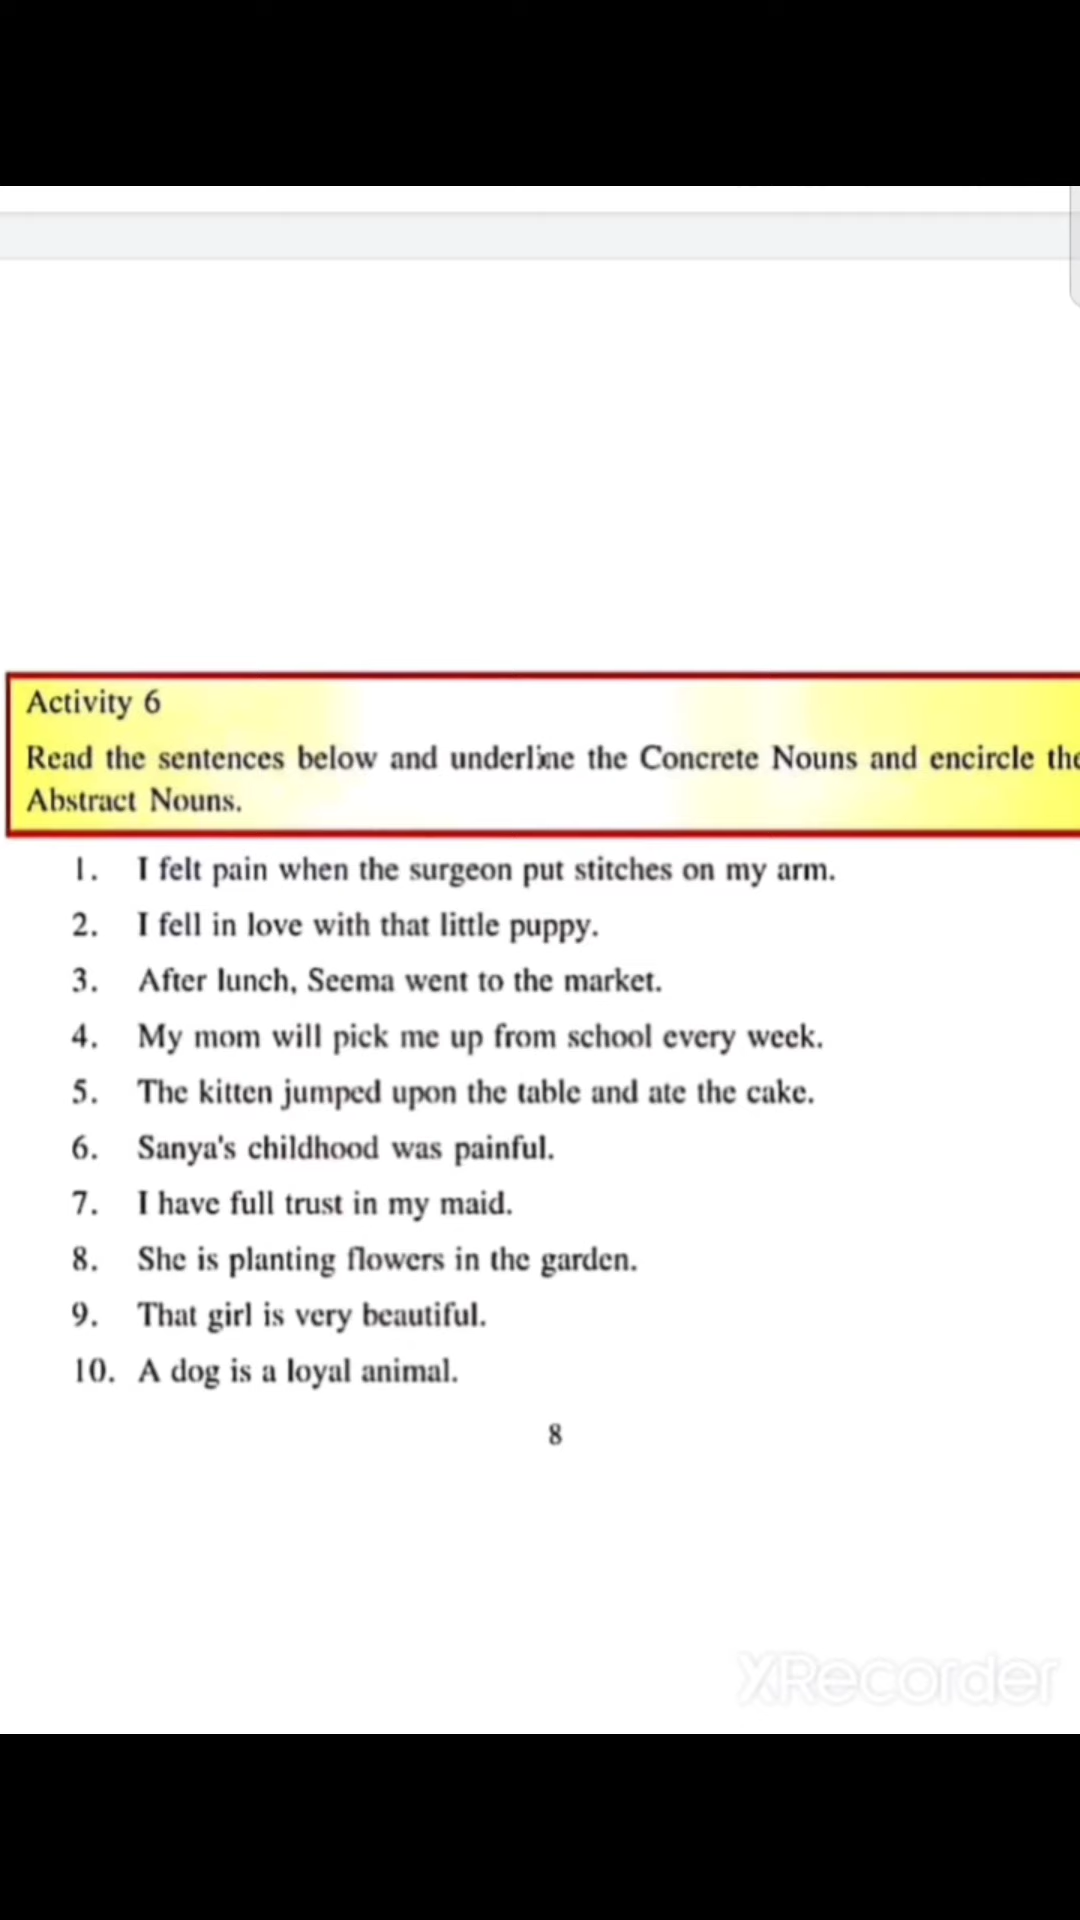 Activity 6
Read the sentences below and underline the Concrete Nouns and encircle the
Abstract Nouns.
1. I felt pain when the surgeon put stitches on my arm.
2. I fell in love with that little puppy.
3. After lunch, Seema went to the market.
4. My mom will pick me up from school every week.
5. The kitten jumped upon the table and ate the cake.
6. Sanya's childhood was painful.
7. I have full trust in my maid.
8. She is planting flowers in the garden.
9. That girl is very beautiful.
10. A dog is a loyal animal.
8
XRecorder